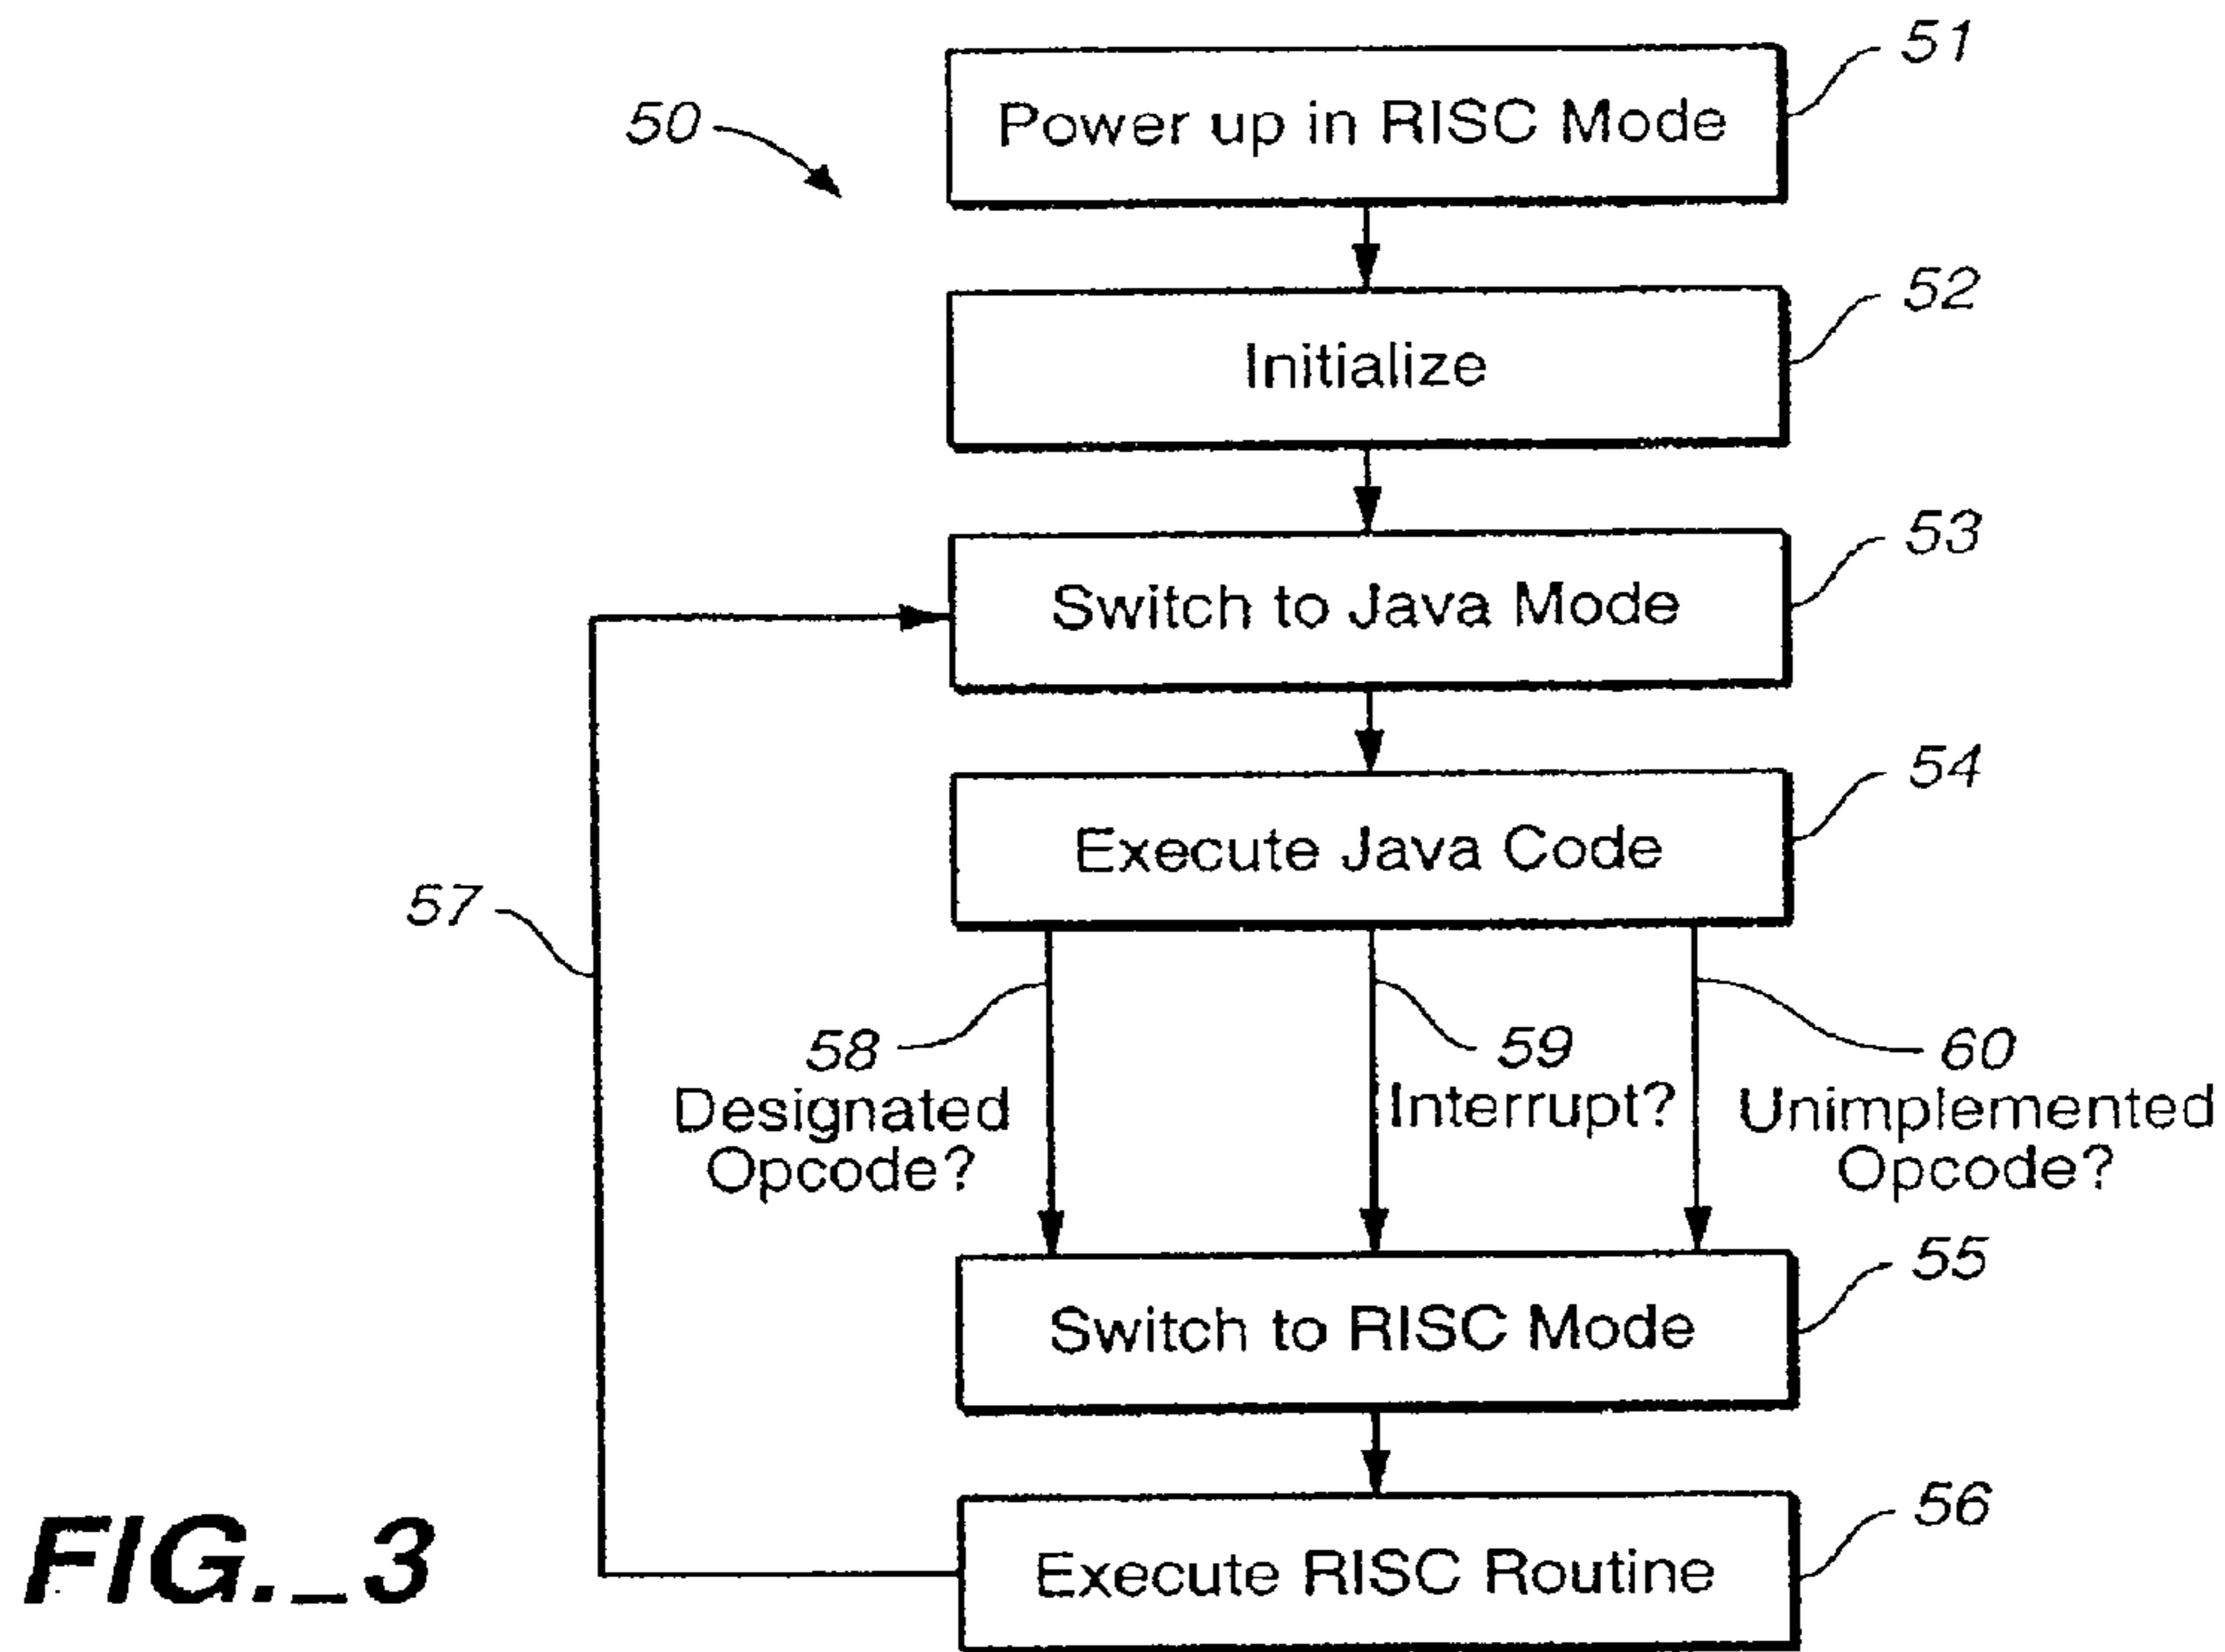 51
50
Power up in RISC Mode
52
Initialize
53
Switch to Java Mode
54
Execute Java Code
57
58
Designated
Opcode?
59
Interrupt?
60
Unimplemented
Opcode?
55
Switch to RISC Mode
56
Execute RISC Routine
FIG._3